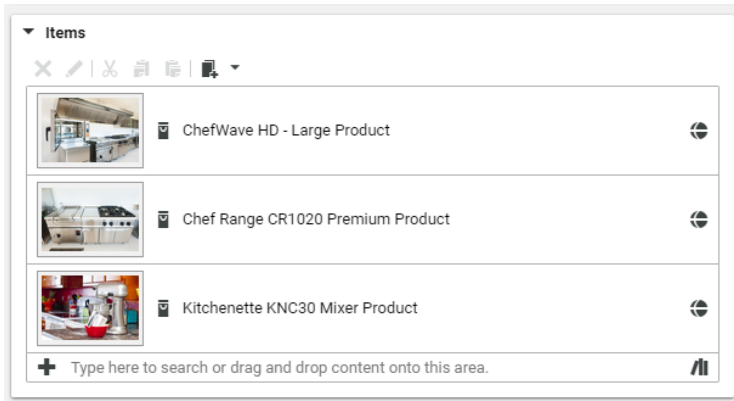 Items
ChefWave HD - Large Product
Chef Range CR1020 Premium Product
Kitchenette KNC30 Mixer Product
Type here to search or drag and drop content onto this area.